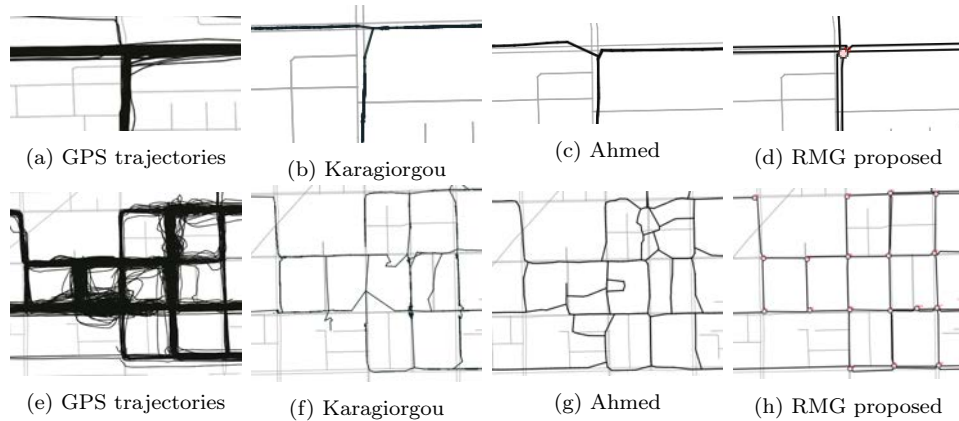 (a) GPS trajectories
(b) Karagiorgou
(c) Ahmed
(d) RMG proposed
(e) GPS trajectories
(f) Karagiorgou
(g) Ahmed
(h) RMG proposed